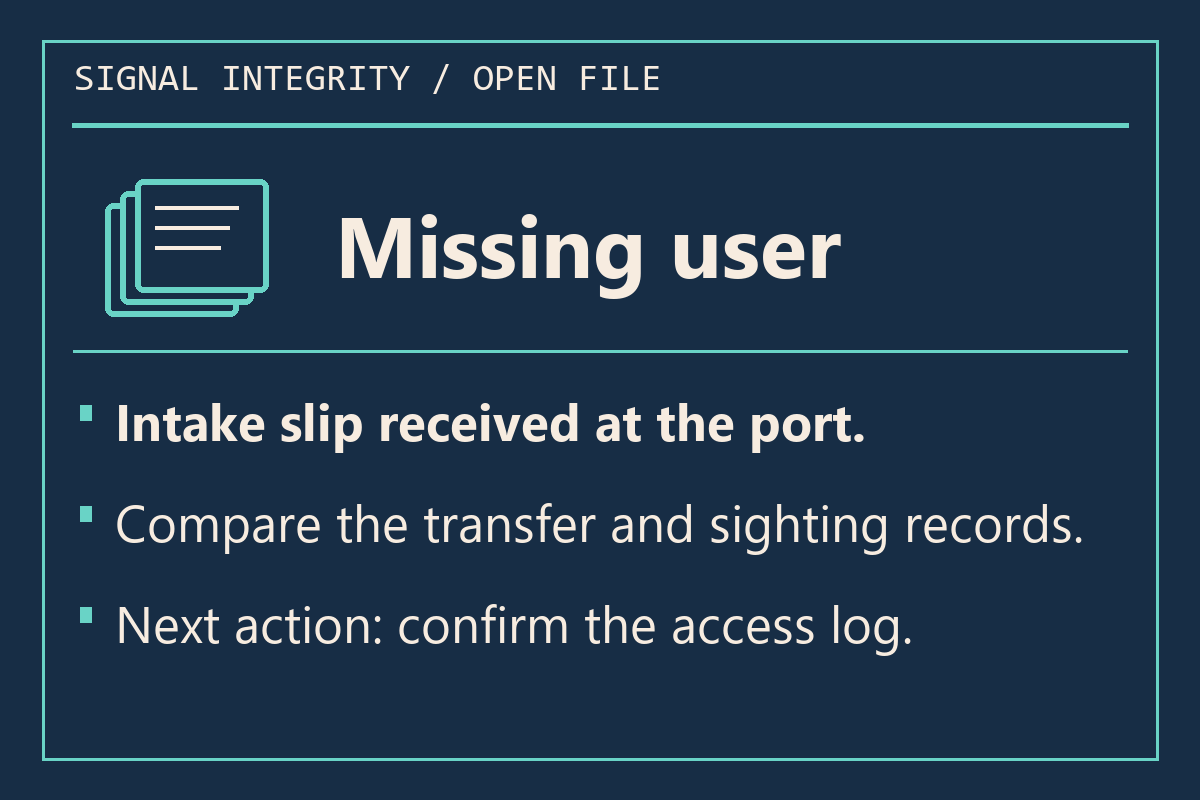 SIGNAL INTEGRITY / OPEN FILE
Missing user
Intake slip received at the port.
Compare the transfer and sighting records.
Next action: confirm the access log.